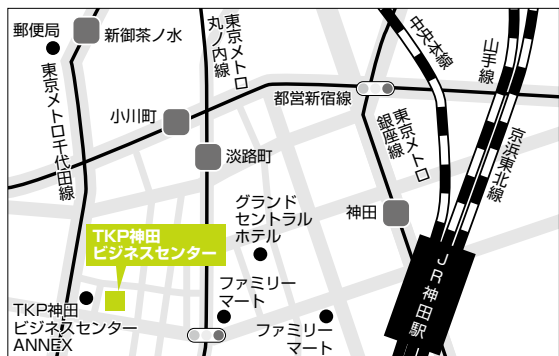 郵便局
新御茶ノ水
東京メトロ
丸ノ内線
中央本線
山手線
東京メトロ千代田線
都営新宿線
小川町
東京メトロ
銀座線
京浜東北線
淡路町
グランド
セントラル
ホテル
神田
TKP神田
ビジネスセンター
JR神田駅
ファミリー
マート
TKP神田
ビジネスセンター
ANNEX
ファミリー
マート